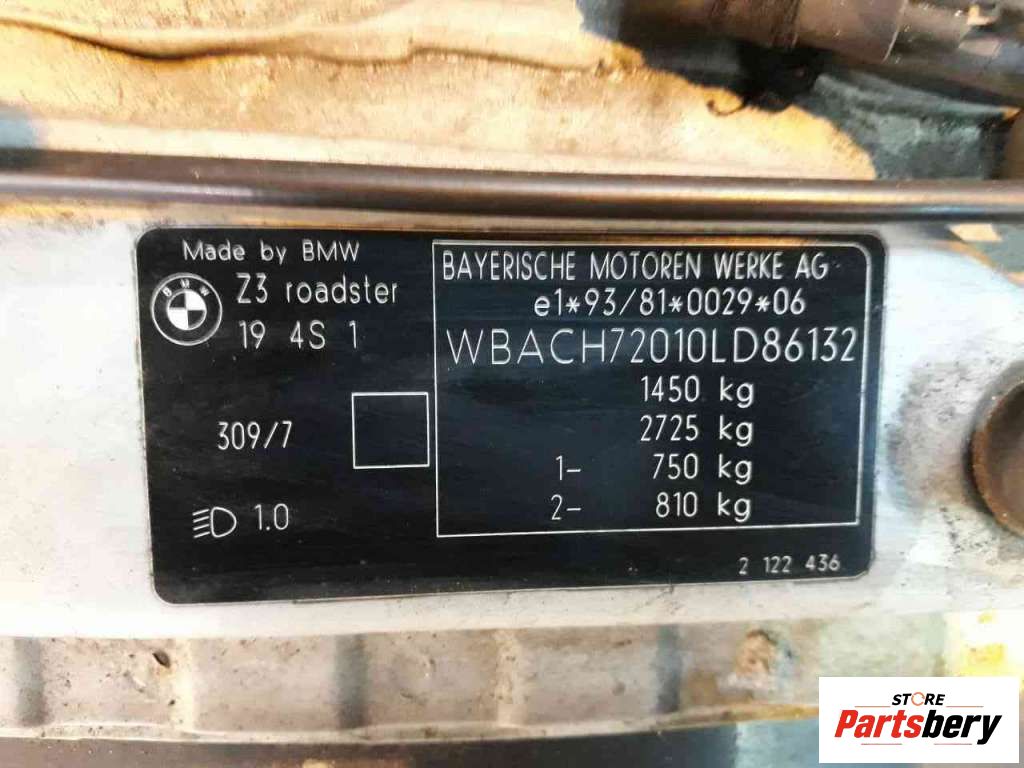 Made by BMW
BMW
Z3 roadster
19 4S 1
309/7
1.0
BAYERISCHE MOTOREN WERKE AG
e1*93/81*0029*06
WBACH72010LD86132
1450 kg
2725 kg
1- 750 kg
2- 810 kg
2 122 436
STORE
Partsbery